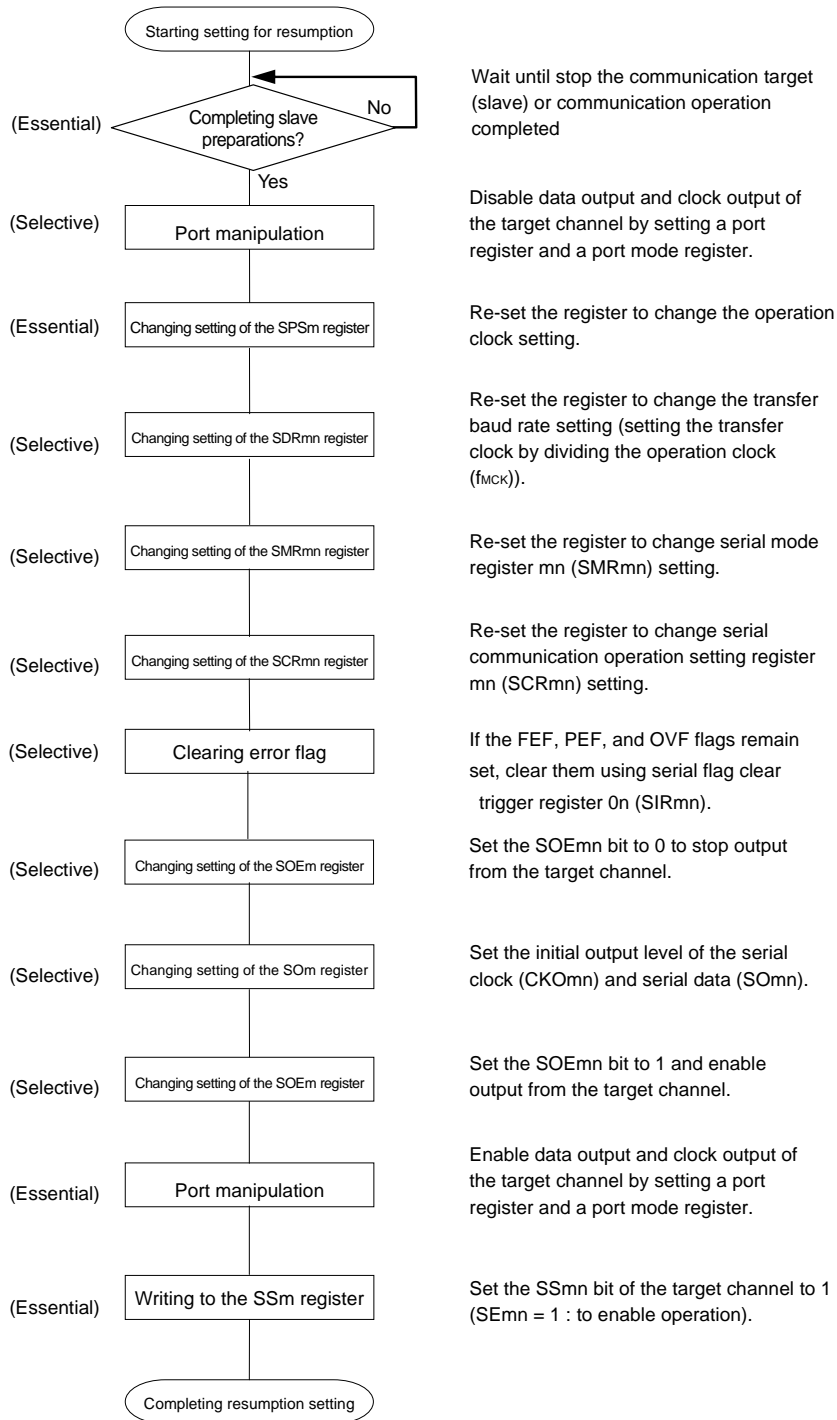 Starting setting for resumption
(Essential)
Completing slave
preparations?
No
Yes
Wait until stop the communication target
(slave) or communication operation
completed
(Selective)
Port manipulation
Disable data output and clock output of
the target channel by setting a port
register and a port mode register.
(Essential)
Changing setting of the SPSm register
Re-set the register to change the operation
clock setting.
(Selective)
Changing setting of the SDRmn register
Re-set the register to change the transfer
baud rate setting (setting the transfer
clock by dividing the operation clock
(fMCK)).
(Selective)
Changing setting of the SMRmn register
Re-set the register to change serial mode
register mn (SMRmn) setting.
(Selective)
Changing setting of the SCRmn register
Re-set the register to change serial
communication operation setting register
mn (SCRmn) setting.
(Selective)
Clearing error flag
If the FEF, PEF, and OVF flags remain
set, clear them using serial flag clear
trigger register 0n (SIRmn).
(Selective)
Changing setting of the SOEm register
Set the SOEmn bit to 0 to stop output
from the target channel.
(Selective)
Changing setting of the SOm register
Set the initial output level of the serial
clock (CKOmn) and serial data (SOmn).
(Selective)
Changing setting of the SOEm register
Set the SOEmn bit to 1 and enable
output from the target channel.
(Essential)
Port manipulation
Enable data output and clock output of
the target channel by setting a port
register and a port mode register.
(Essential)
Writing to the SSm register
Set the SSmn bit of the target channel to 1
(SEmn = 1 : to enable operation).
Completing resumption setting